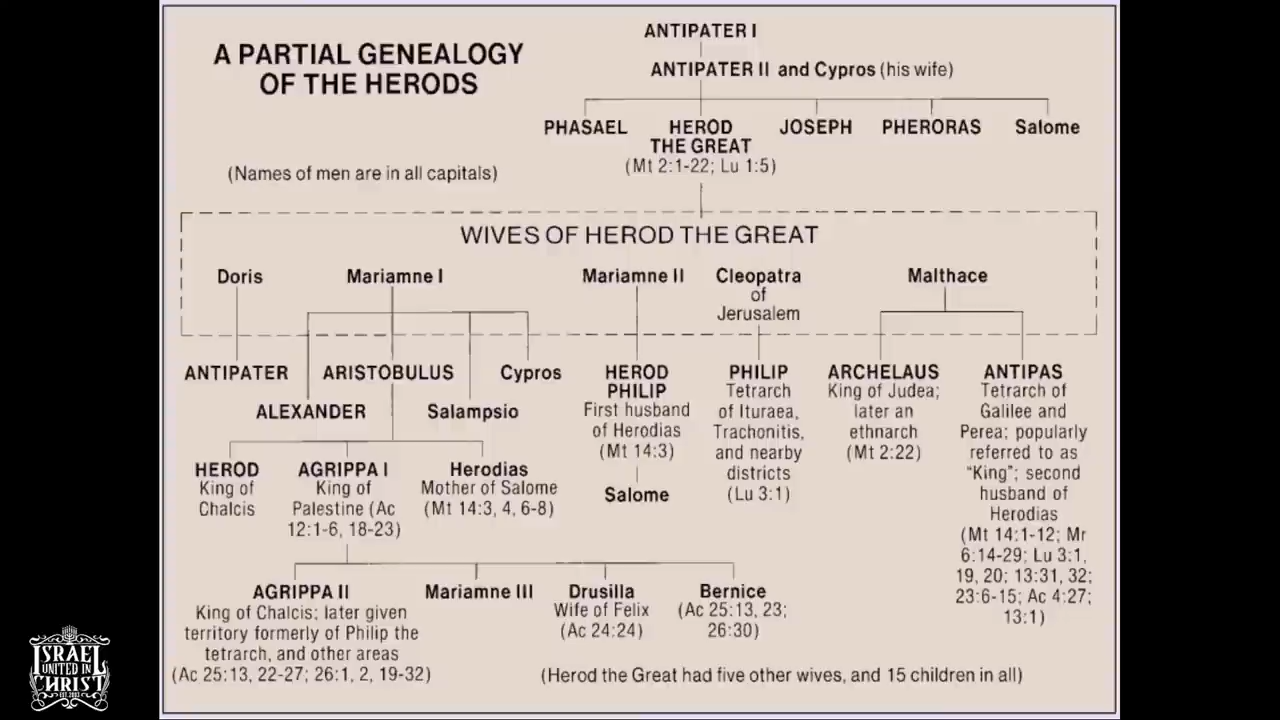 A PARTIAL GENEALOGY
OF THE HERODS
ANTIPATER I
ANTIPATER II and Cypros (his wife)
PHASAEL
HEROD
THE GREAT
(Mt 2:1-22; Lu 1:5)
JOSEPH
PHERORAS
Salome
(Names of men are in all capitals)
WIVES OF HEROD THE GREAT
Doris
Mariamne I
Mariamne II
Cleopatra
of
Jerusalem
Malthace
ANTIPATER
ALEXANDER
ARISTOBULUS
Salampsio
Cypros
HEROD
PHILIP
First husband
of Herodias
(Mt 14:3)
Salome
PHILIP
Tetrarch
of Ituraea,
Trachonitis,
and nearby
districts
(Lu 3:1)
ARCHELAUS
King of Judea;
later an
ethnarch
(Mt 2:22)
ANTIPAS
Tetrarch of
Galilee and
Perea; popularly
referred to as
“King”; second
husband of
Herodias
(Mt 14:1-12; Mr
6:14-29; Lu 3:1,
19, 20; 13:31, 32;
23:6-15; Ac 4:27;
13:1)
HEROD
King of
Chalcis
AGRIPPA I
King of
Palestine (Ac
12:1-6, 18-23)
Herodias
Mother of Salome
(Mt 14:3, 4, 6-8)
AGRIPPA II
King of Chalcis; later given
territory formerly of Philip the
tetrarch, and other areas
(Ac 25:13, 22-27; 26:1, 2, 19-32)
Mariamne III
Drusilla
Wife of Felix
(Ac 24:24)
Bernice
(Ac 25:13, 23;
26:30)
(Herod the Great had five other wives, and 15 children in all)
ISRAEL
UNITED IN
CHRIST
EST. 2003